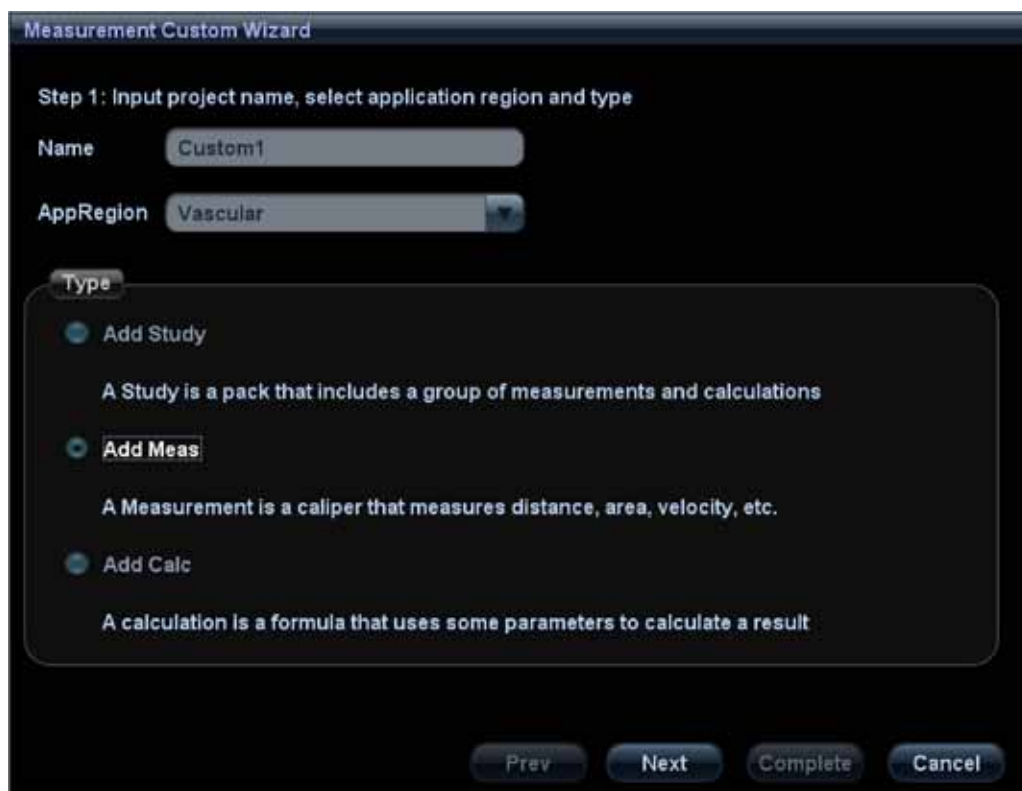 Measurement Custom Wizard
Step 1: Input project name, select application region and type
Name Custom1
AppRegion Vascular
Type
Add Study
A Study is a pack that includes a group of measurements and calculations
Add Meas
A Measurement is a caliper that measures distance, area, velocity, etc.
Add Calc
A calculation is a formula that uses some parameters to calculate a result
Prev Next Complete Cancel